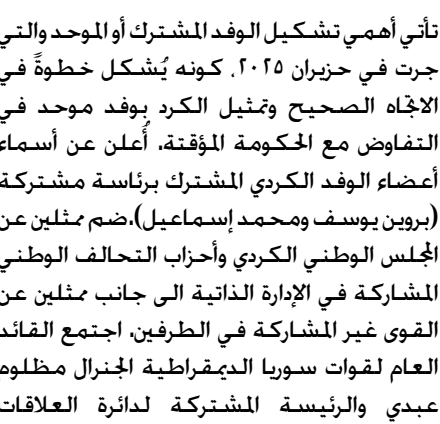 تأتي أهمي تشكيل الوفد المشترك أو الموحد والتي
جرت في حزيران ٢٠٢٥، كونه يُشكل خطوةً في
الاتجاه الصحيح وتمثيل الكرد بوفد موحد في
التفاوض مع الحكومة المؤقتة. أُعلن عن أسماء
أعضاء الوفد الكردي المشترك برئاسة مشتركة
(بروين يوسف ومحمد إسماعيل)،ضم ممثلين عن
المجلس الوطني الكردي وأحزاب التحالف الوطني
المشاركة في الإدارة الذاتية الى جانب ممثلين عن
القوى غير المشاركة في الطرفين. اجتمع القائد
العام لقوات سوريا الديمقراطية الجنرال مظلوم
عبدي والرئيسة المشتركة لدائرة العلاقات